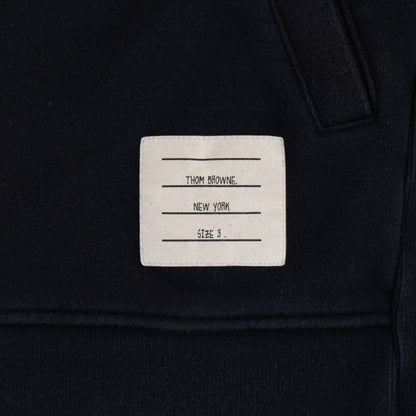 THOM BROWNE.
NEW YORK
SIZE 3 .